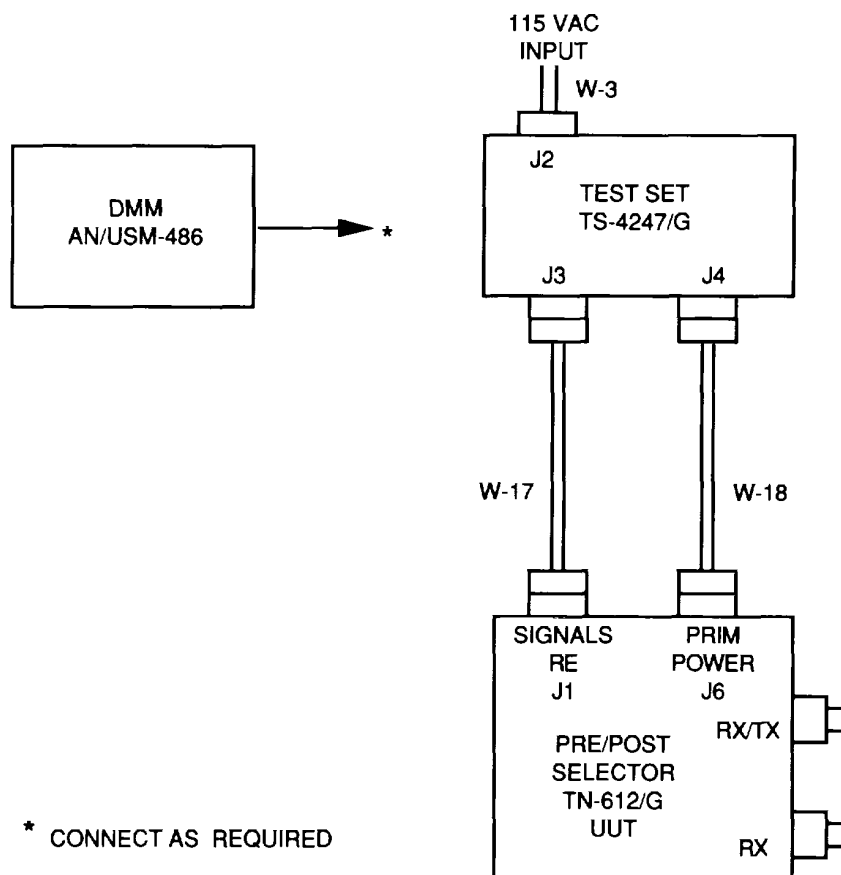 115 VAC
INPUT
W-3
J2
DMM
AN/USM-486
*
TEST SET
TS-4247/G
J3
J4
W-17
W-18
SIGNALS
RE
J1
PRIM
POWER
J6
RX/TX
PRE/POST
SELECTOR
TN-612/G
UUT
RX
* CONNECT AS REQUIRED